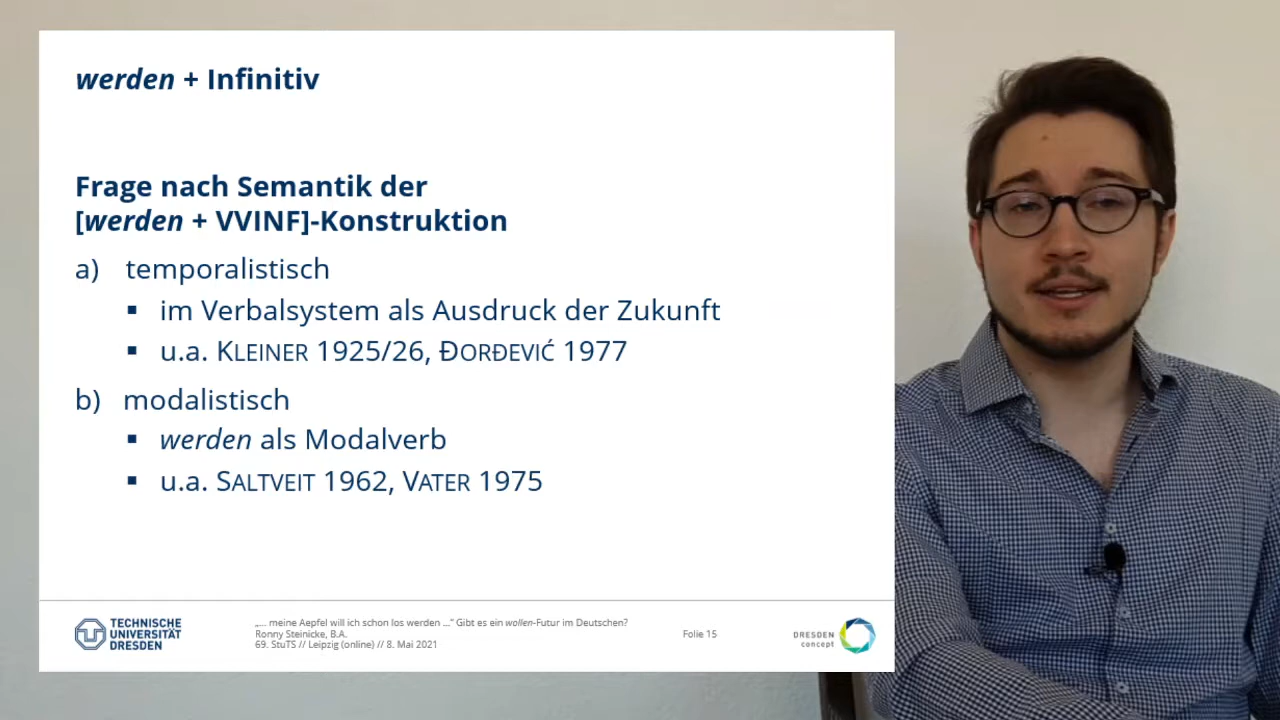 werden + Infinitiv
Frage nach Semantik der
[werden + VVINF]-Konstruktion
a) temporalistisch
▪ im Verbalsystem als Ausdruck der Zukunft
▪ u.a. KLEINER 1925/26, ĐORĐEVIĆ 1977
b) modalistisch
▪ werden als Modalverb
▪ u.a. SALTVEIT 1962, VATER 1975
TECHNISCHE
UNIVERSITÄT
DRESDEN
„... meine Aepfel will ich schon los werden ...“ Gibt es ein wollen-Futur im Deutschen?
Ronny Steinicke, B.A.
69. StuTS // Leipzig (online) // 8. Mai 2021
Folie 15
DRESDEN
concept